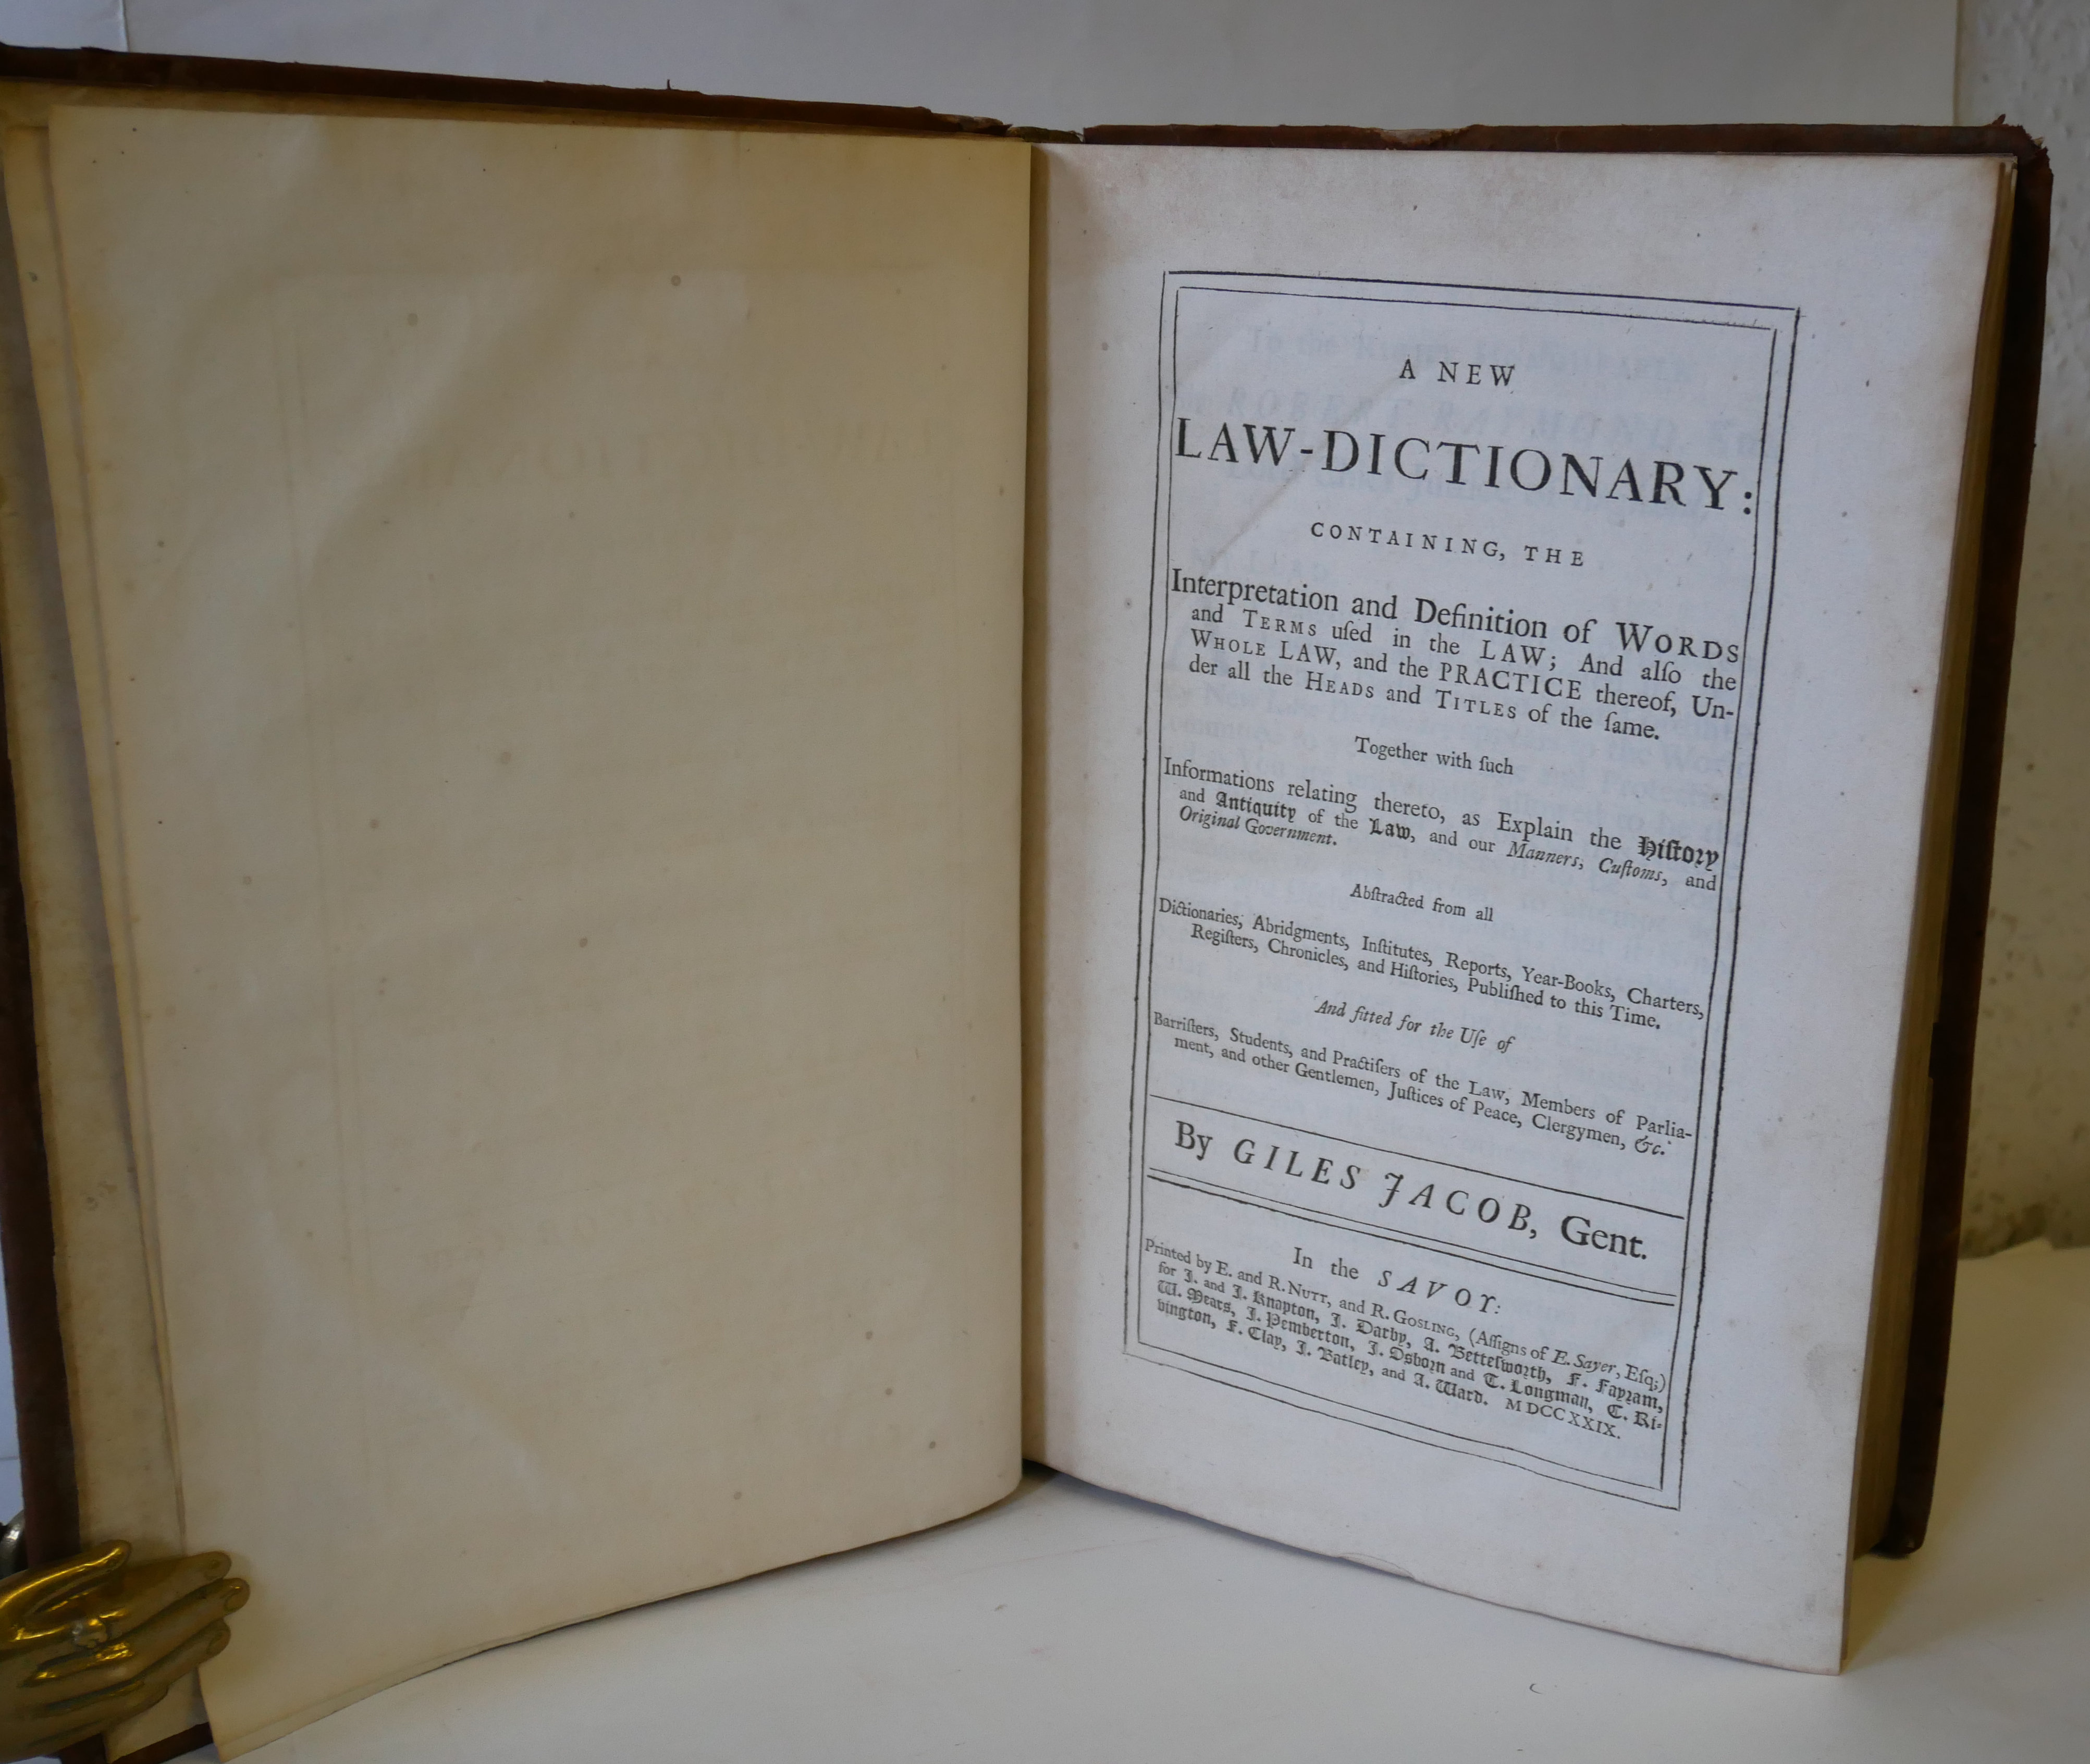 A NEW
LAW-DICTIONARY:
CONTAINING, THE
Interpretation and Definition of WORDS
and TERMS uſed in the LAW; And alſo the
WHOLE LAW, and the PRACTICE thereof, Un-
der all the HEADS and TITLES of the ſame.
Together with ſuch
Informations relating thereto, as Explain the Hiſtory
and Antiquity of the Law, and our Manners, Cuſtoms, and
Original Government.
Abſtracted from all
Dictionaries, Abridgments, Inſtitutes, Reports, Year-Books, Charters,
Regiſters, Chronicles, and Hiſtories, Publiſhed to this Time.
And fitted for the Uſe of
Barriſters, Students, and Practiſers of the Law, Members of Parlia-
ment, and other Gentlemen, Juſtices of Peace, Clergymen, &c.
By GILES JACOB, Gent.
In the SAVOY:
Printed by E. and R. NUTT, and R. GOSLING, (Aſſigns of E. Sayer, Eſq;)
for J. and J. Knapton, J. Darby, A. Betteſworth, F. Fayram,
W. Mears, J. Pemberton, J. Osborn and T. Longman, C. Ri-
vington, F. Clay, J. Batley, and A. Ward. MDCCXXIX.